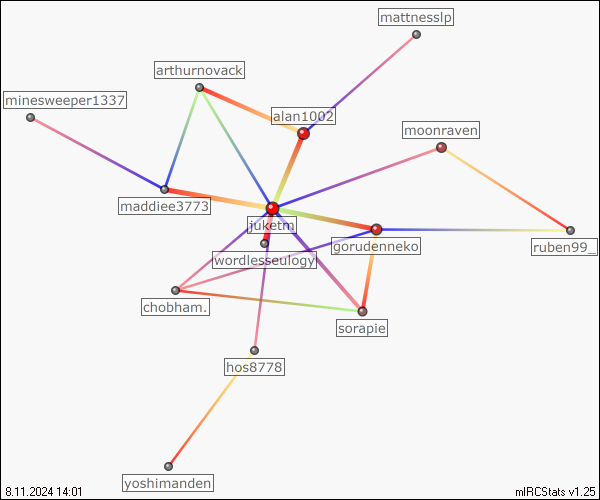 mattnesslp
arthurnovack
minesweeper1337
alan1002
moonraven
maddiee3773
juketm
gorudenneko
ruben99_
wordlesseulogy
chobham.
sorapie
hos8778
yoshimanden
8.11.2024 14:01
mIRCStats v1.25